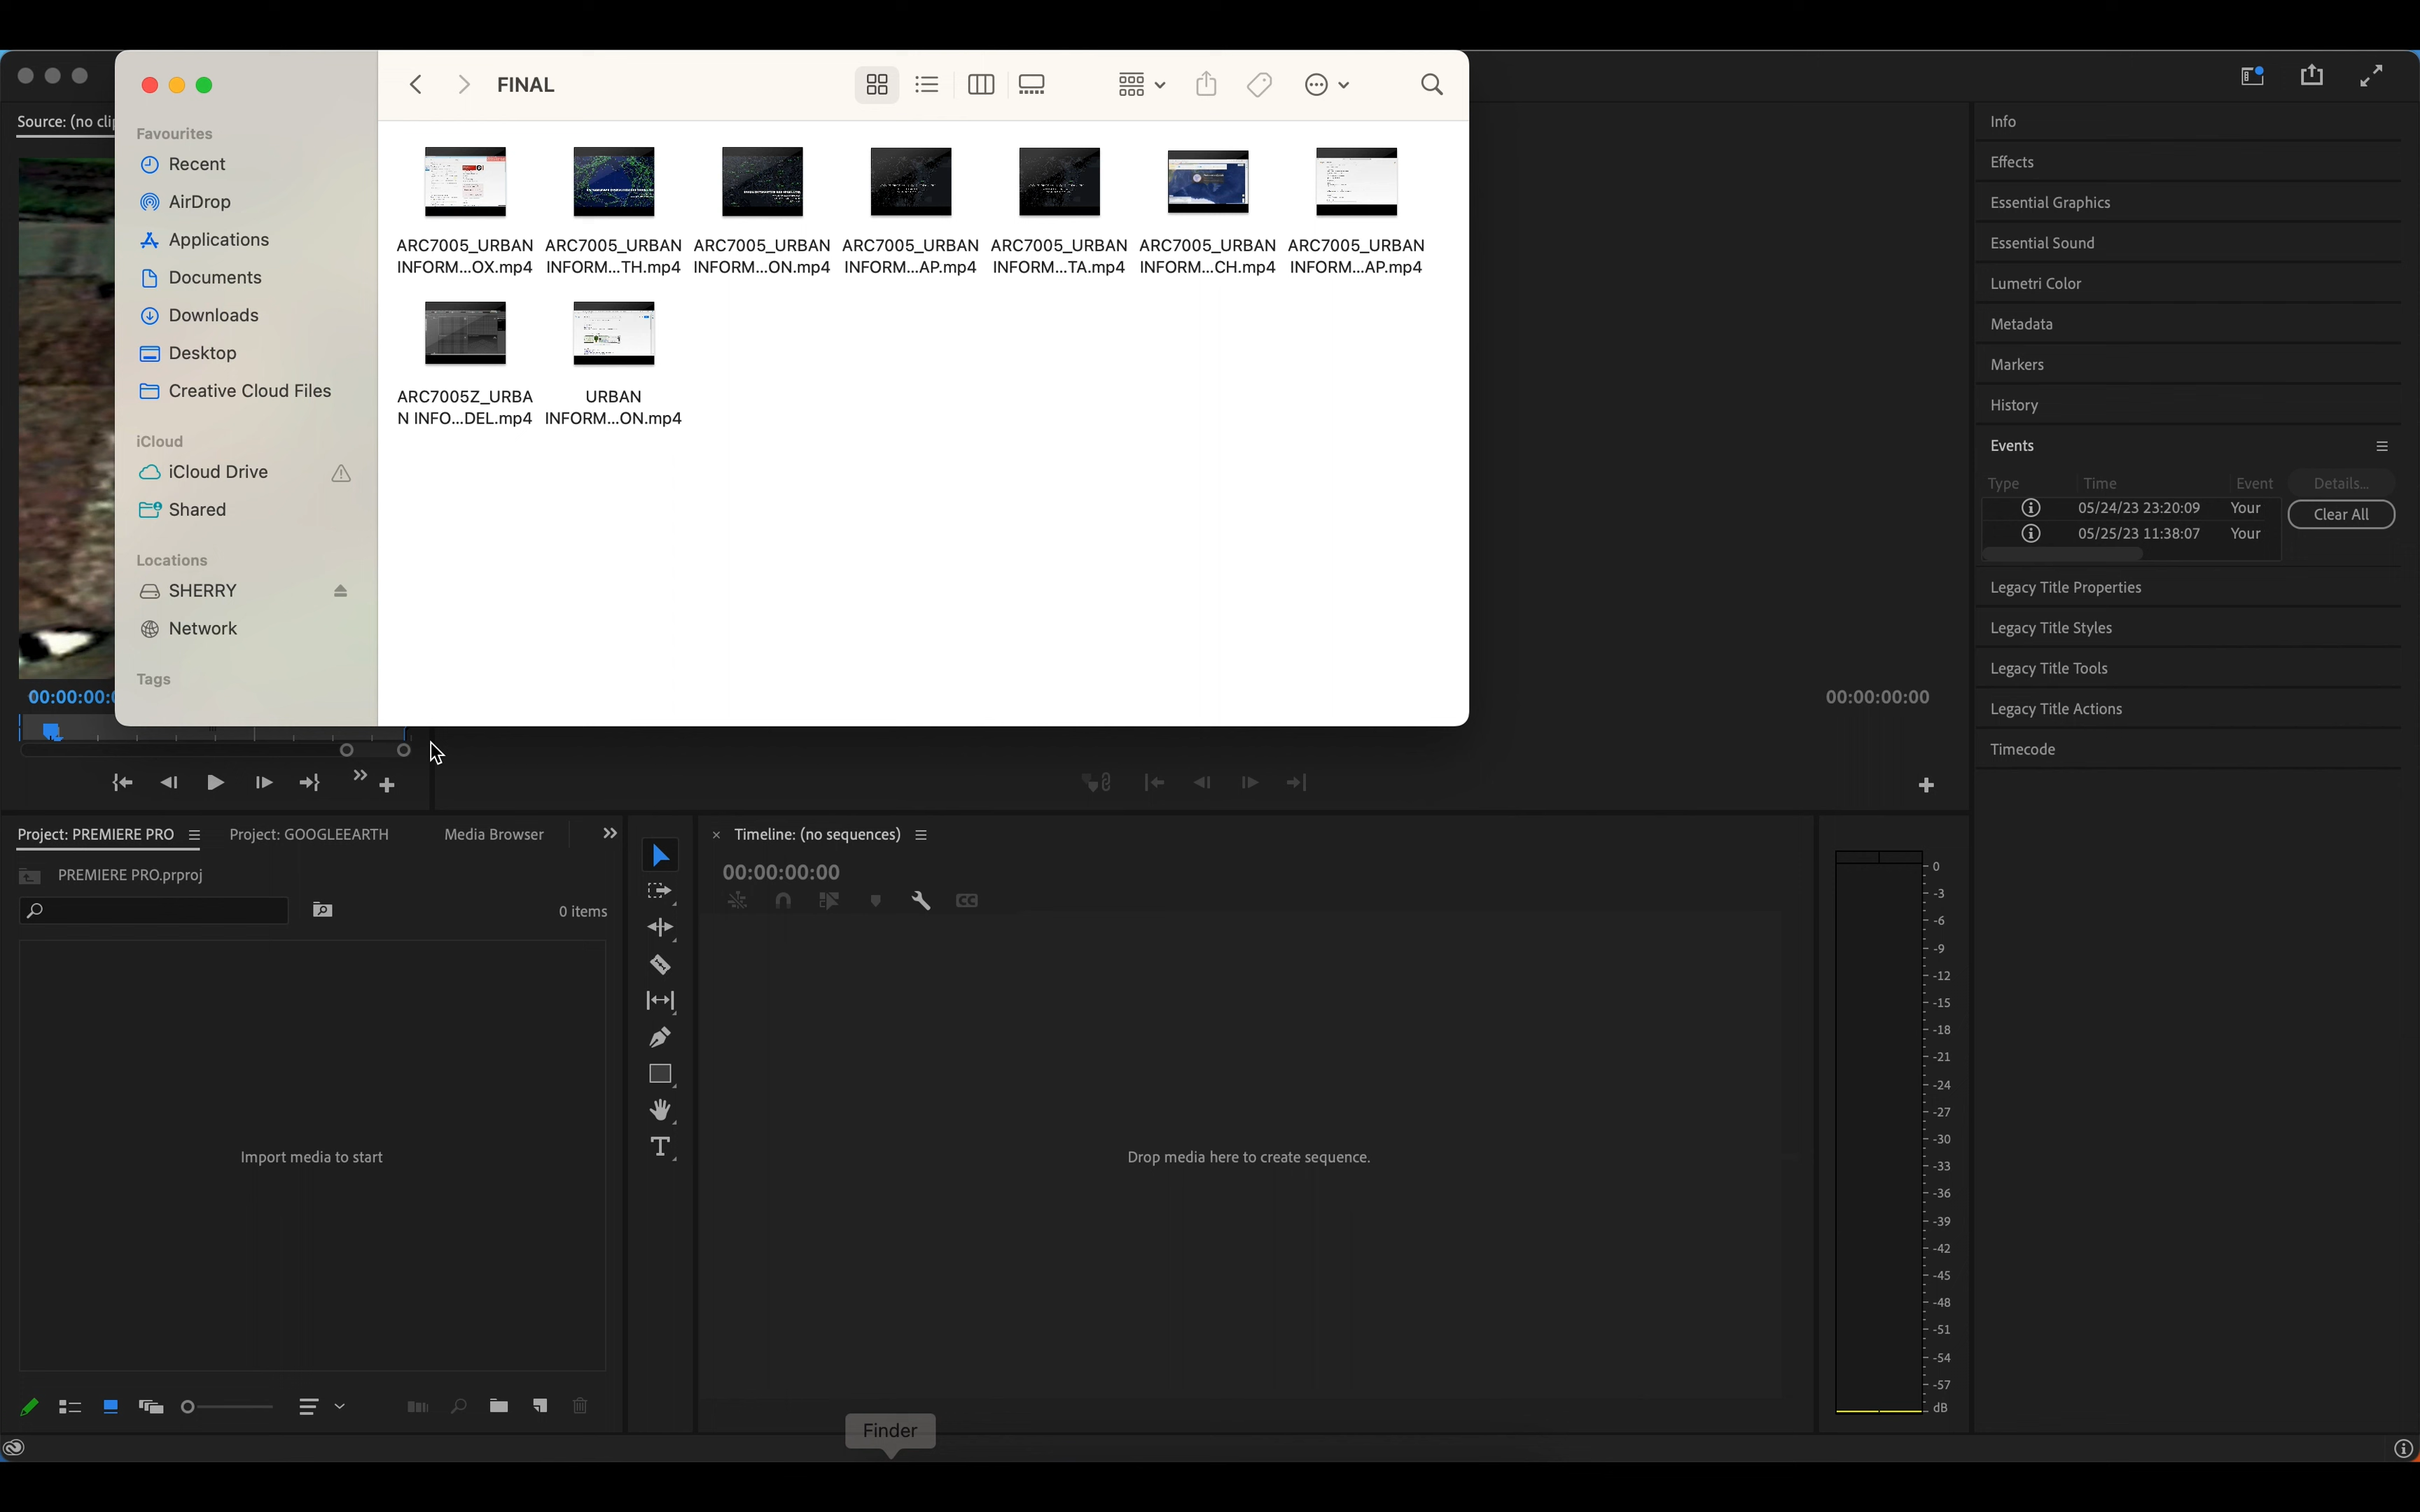 FINAL
Source: (no clip
Favourites
Recent
AirDrop
Applications
Documents
Downloads
Desktop
Creative Cloud Files
iCloud
iCloud Drive
Shared
Locations
SHERRY
Network
Tags
ARC7005_URBAN
INFORM...OX.mp4
ARC7005_URBAN
INFORM...TH.mp4
ARC7005_URBAN
INFORM...ON.mp4
ARC7005_URBAN
INFORM...AP.mp4
ARC7005_URBAN
INFORM...TA.mp4
ARC7005_URBAN
INFORM...CH.mp4
ARC7005_URBAN
INFORM...AP.mp4
ARC7005Z_URBA
N INFO...DEL.mp4
URBAN
INFORM...ON.mp4
00:00:00:
00:00:00:00
Info
Effects
Essential Graphics
Essential Sound
Lumetri Color
Metadata
Markers
History
Events
Type Time Event Details...
05/24/23 23:20:09 Your
05/25/23 11:38:07 Your
Clear All
Legacy Title Properties
Legacy Title Styles
Legacy Title Tools
Legacy Title Actions
Timecode
Project: PREMIERE PRO
Project: GOOGLEEARTH
Media Browser
PREMIERE PRO.prproj
0 items
Import media to start
Timeline: (no sequences)
00:00:00:00
CC
Drop media here to create sequence.
0
-3
-6
-9
-12
-15
-18
-21
-24
-27
-30
-33
-36
-39
-42
-45
-48
-51
-54
-57
dB
Finder